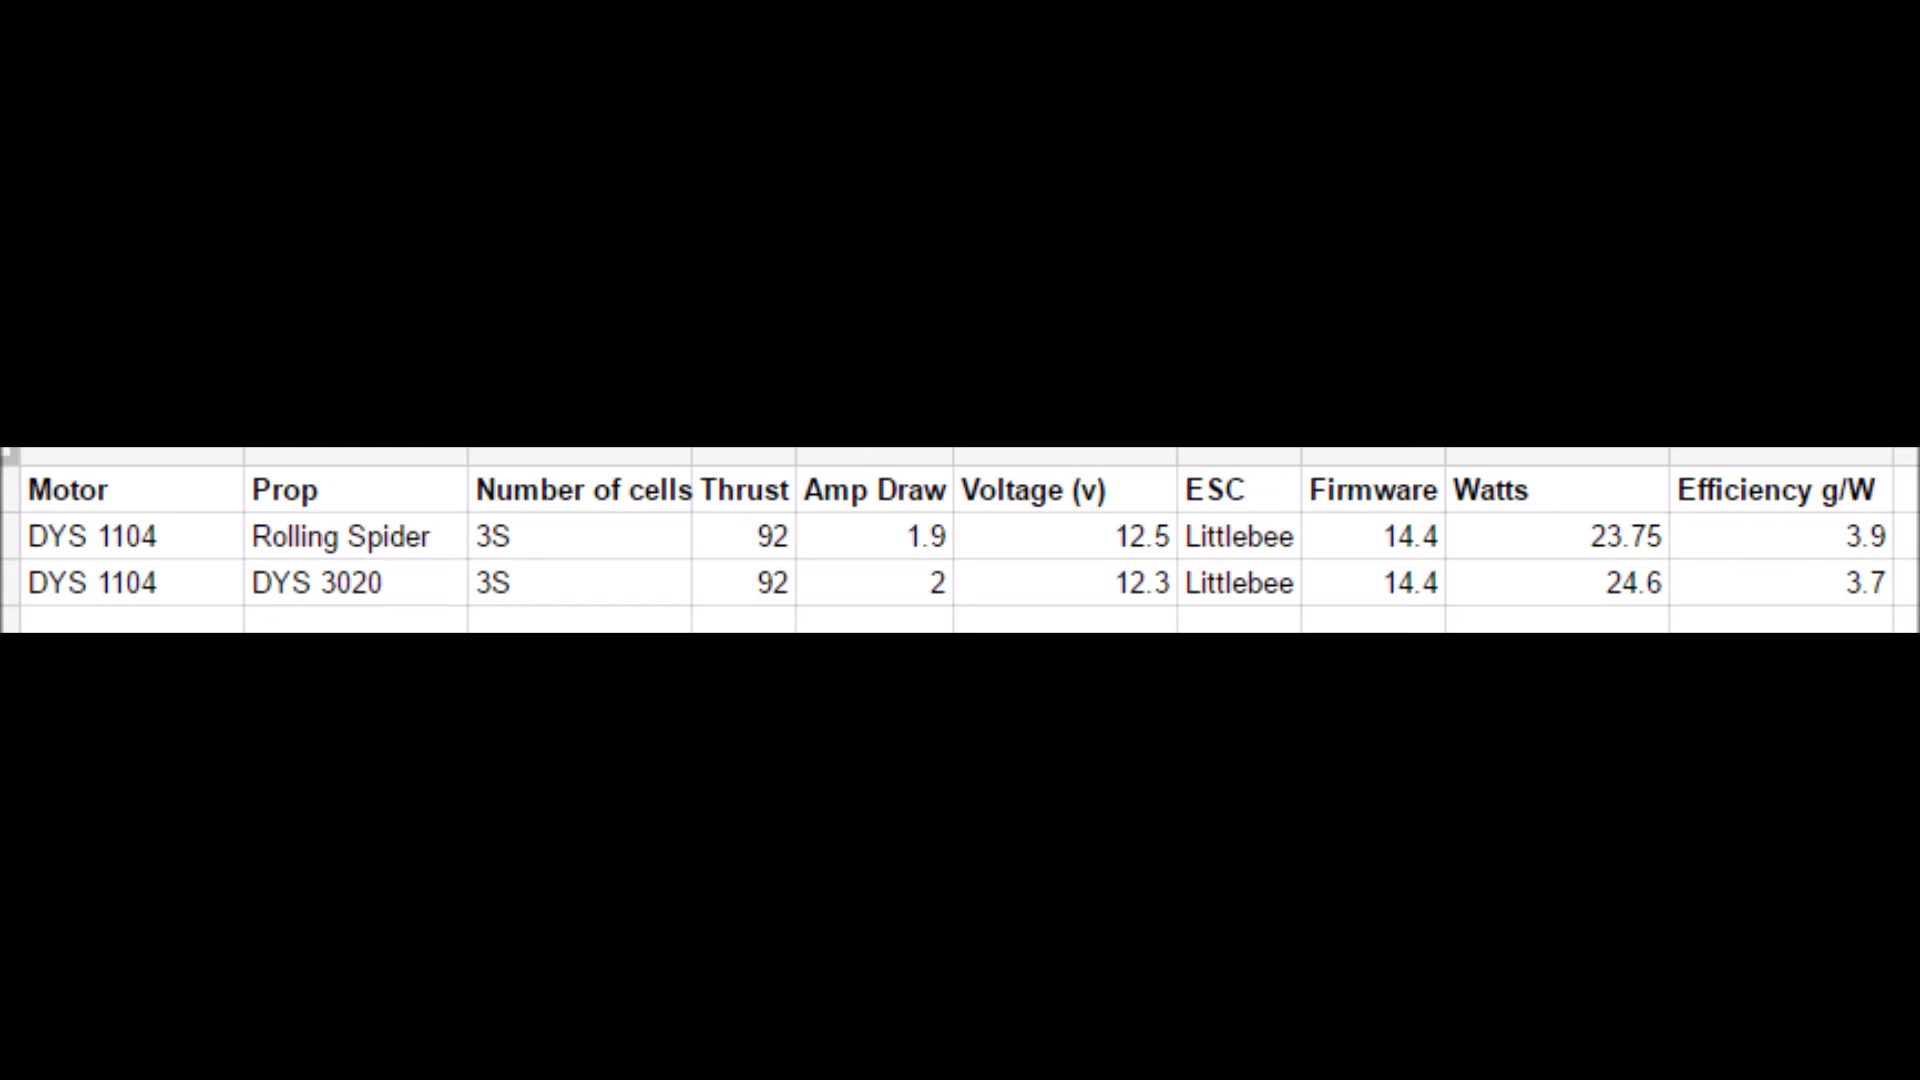 Motor Prop Number of cells Thrust Amp Draw Voltage (v) ESC Firmware Watts Efficiency g/W
DYS 1104 Rolling Spider 3S 92 1.9 12.5 Littlebee 14.4 23.75 3.9
DYS 1104 DYS 3020 3S 92 2 12.3 Littlebee 14.4 24.6 3.7